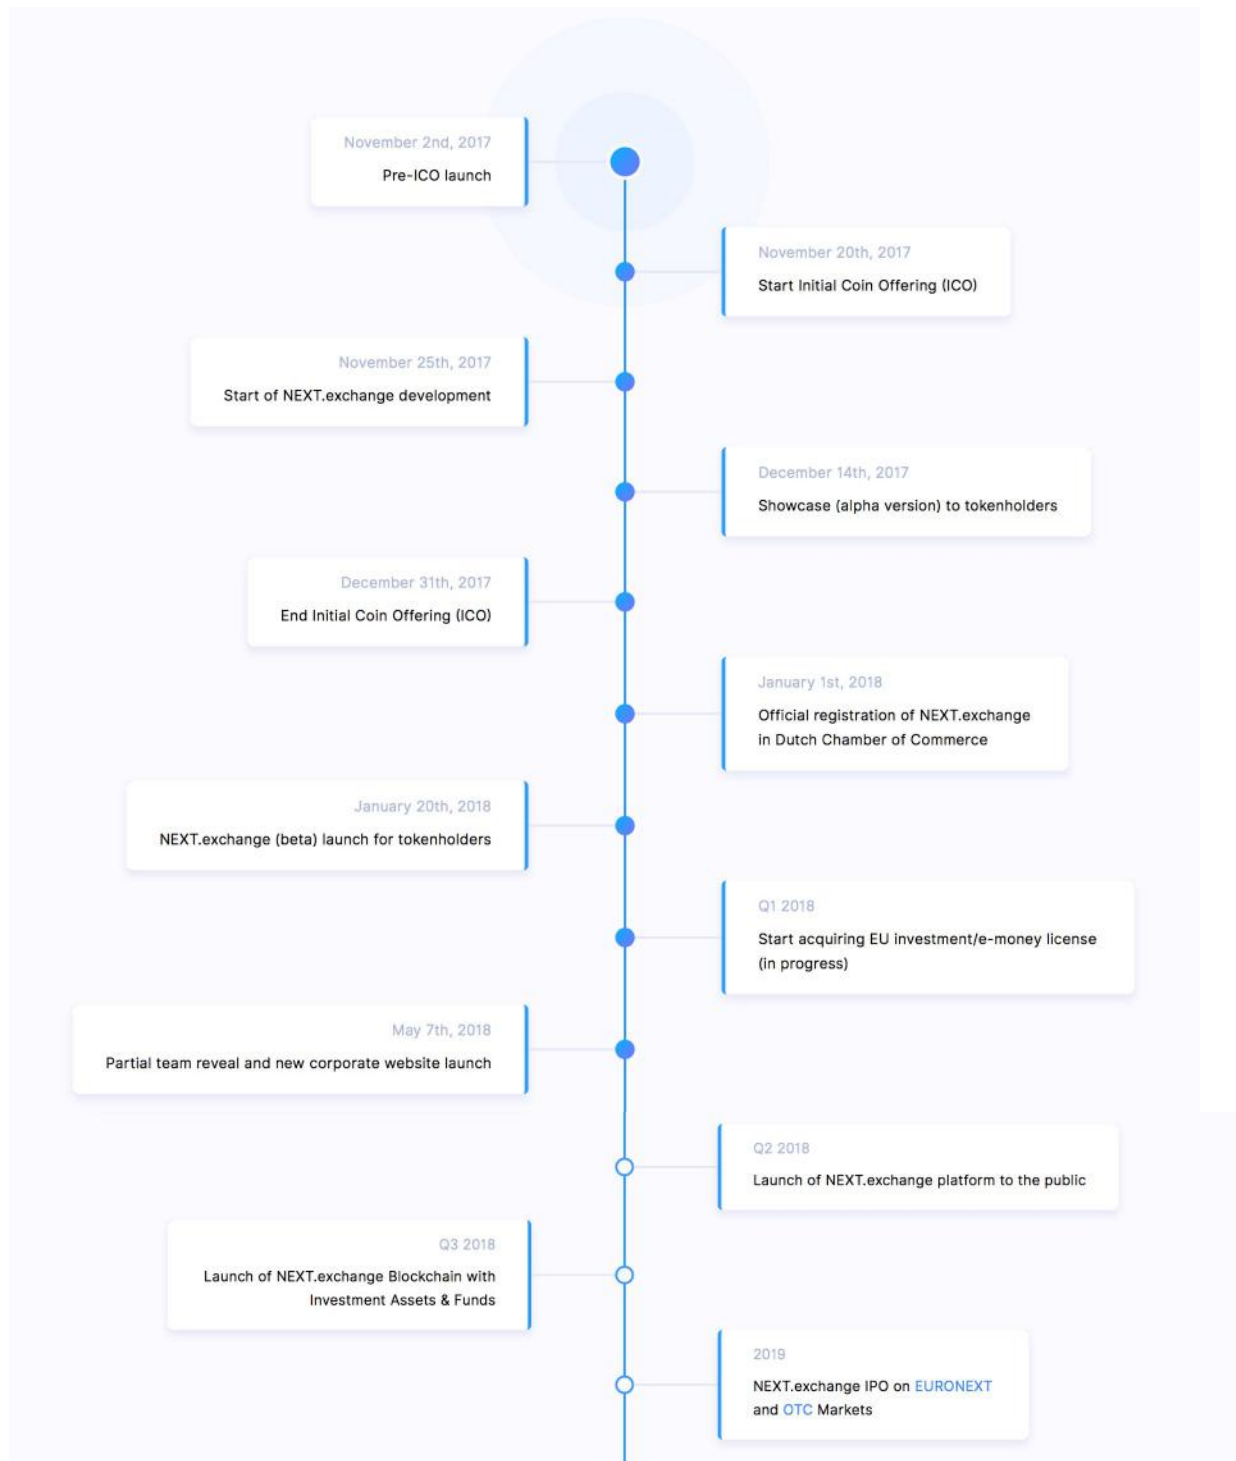 November 2nd, 2017
Pre-ICO launch
November 20th, 2017
Start Initial Coin Offering (ICO)
November 25th, 2017
Start of NEXT.exchange development
December 14th, 2017
Showcase (alpha version) to tokenholders
December 31th, 2017
End Initial Coin Offering (ICO)
January 1st, 2018
Official registration of NEXT.exchange
in Dutch Chamber of Commerce
January 20th, 2018
NEXT.exchange (beta) launch for tokenholders
Q1 2018
Start acquiring EU investment/e-money license
(in progress)
May 7th, 2018
Partial team reveal and new corporate website launch
Q2 2018
Launch of NEXT.exchange platform to the public
Q3 2018
Launch of NEXT.exchange Blockchain with
Investment Assets & Funds
2019
NEXT.exchange IPO on EURONEXT
and OTC Markets